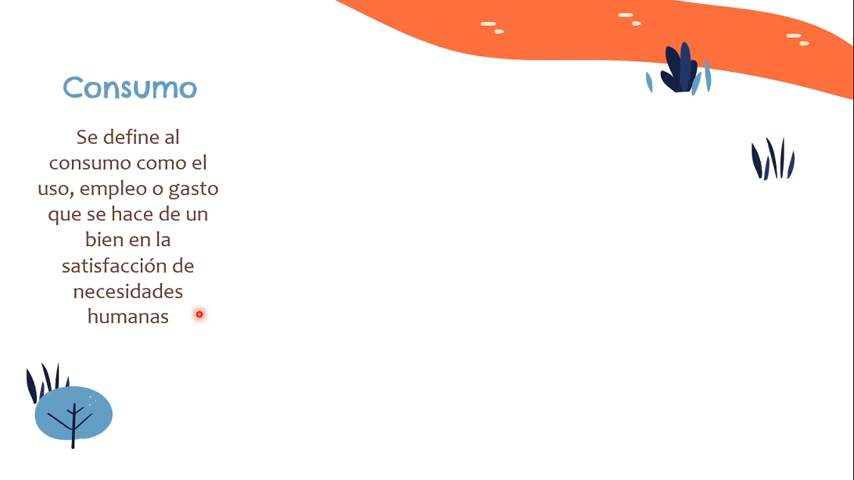 Consumo
Se define al
consumo como el
uso, empleo o gasto
que se hace de un
bien en la
satisfacción de
necesidades
humanas